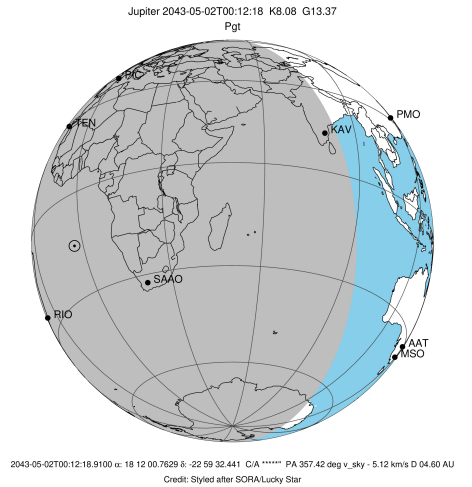 Jupiter 2043-05-02T00:12:18 K8.08 G13.37
Pgt
PIC
PMO
TEN
KAV
SAAO
RIO
AAT
MSO
2043-05-02T00:12:18.9100 α: 18 12 00.7629 δ: -22 59 32.441 C/A *****" PA 357.42 deg v_sky - 5.12 km/s D 04.60 AU
Credit: Styled after SORA/Lucky Star